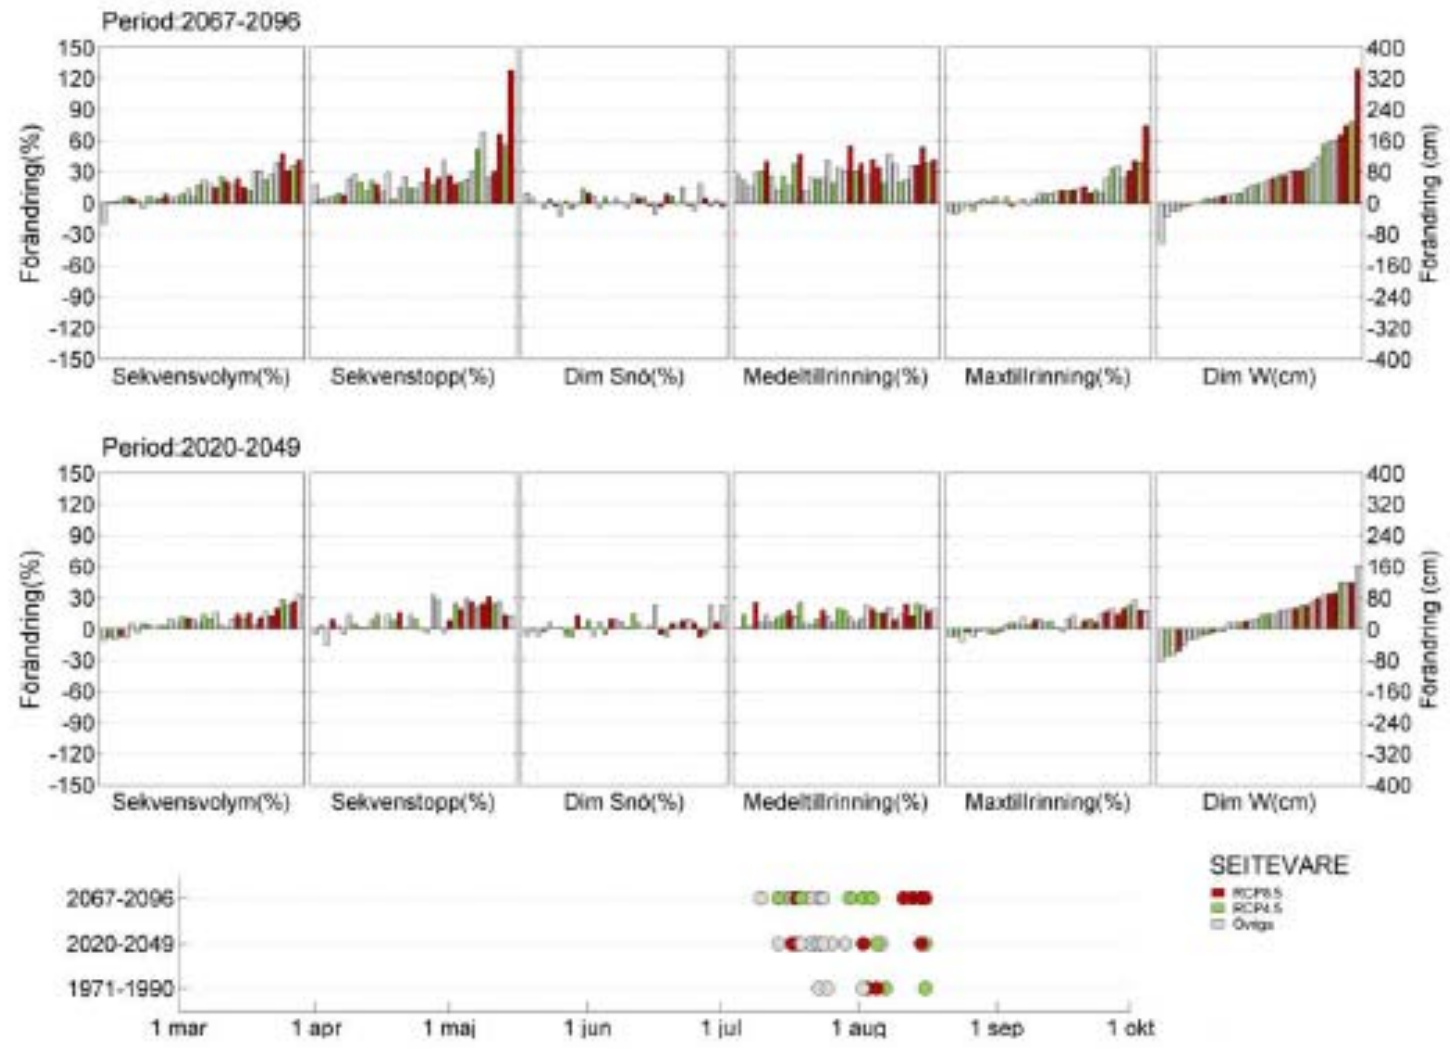 Period:2067-2096
150 400
120 320
90 240
60 160
30 80
0 0
-30 -80
-60 -160
-90 -240
-120 -320
-150 -400
Förändring(%)
Förändring (cm)
Sekvensvolym(%) Sekvenstopp(%) Dim Snö(%) Medeltillrinning(%) Maxtillrinning(%) Dim W(cm)
Period:2020-2049
150 400
120 320
90 240
60 160
30 80
0 0
-30 -80
-60 -160
-90 -240
-120 -320
-150 -400
Förändring(%)
Förändring (cm)
Sekvensvolym(%) Sekvenstopp(%) Dim Snö(%) Medeltillrinning(%) Maxtillrinning(%) Dim W(cm)
SEITEVARE
RCP8.5
RCP4.5
Övriga
2067-2096
2020-2049
1971-1990
1 mar 1 apr 1 maj 1 jun 1 jul 1 aug 1 sep 1 okt